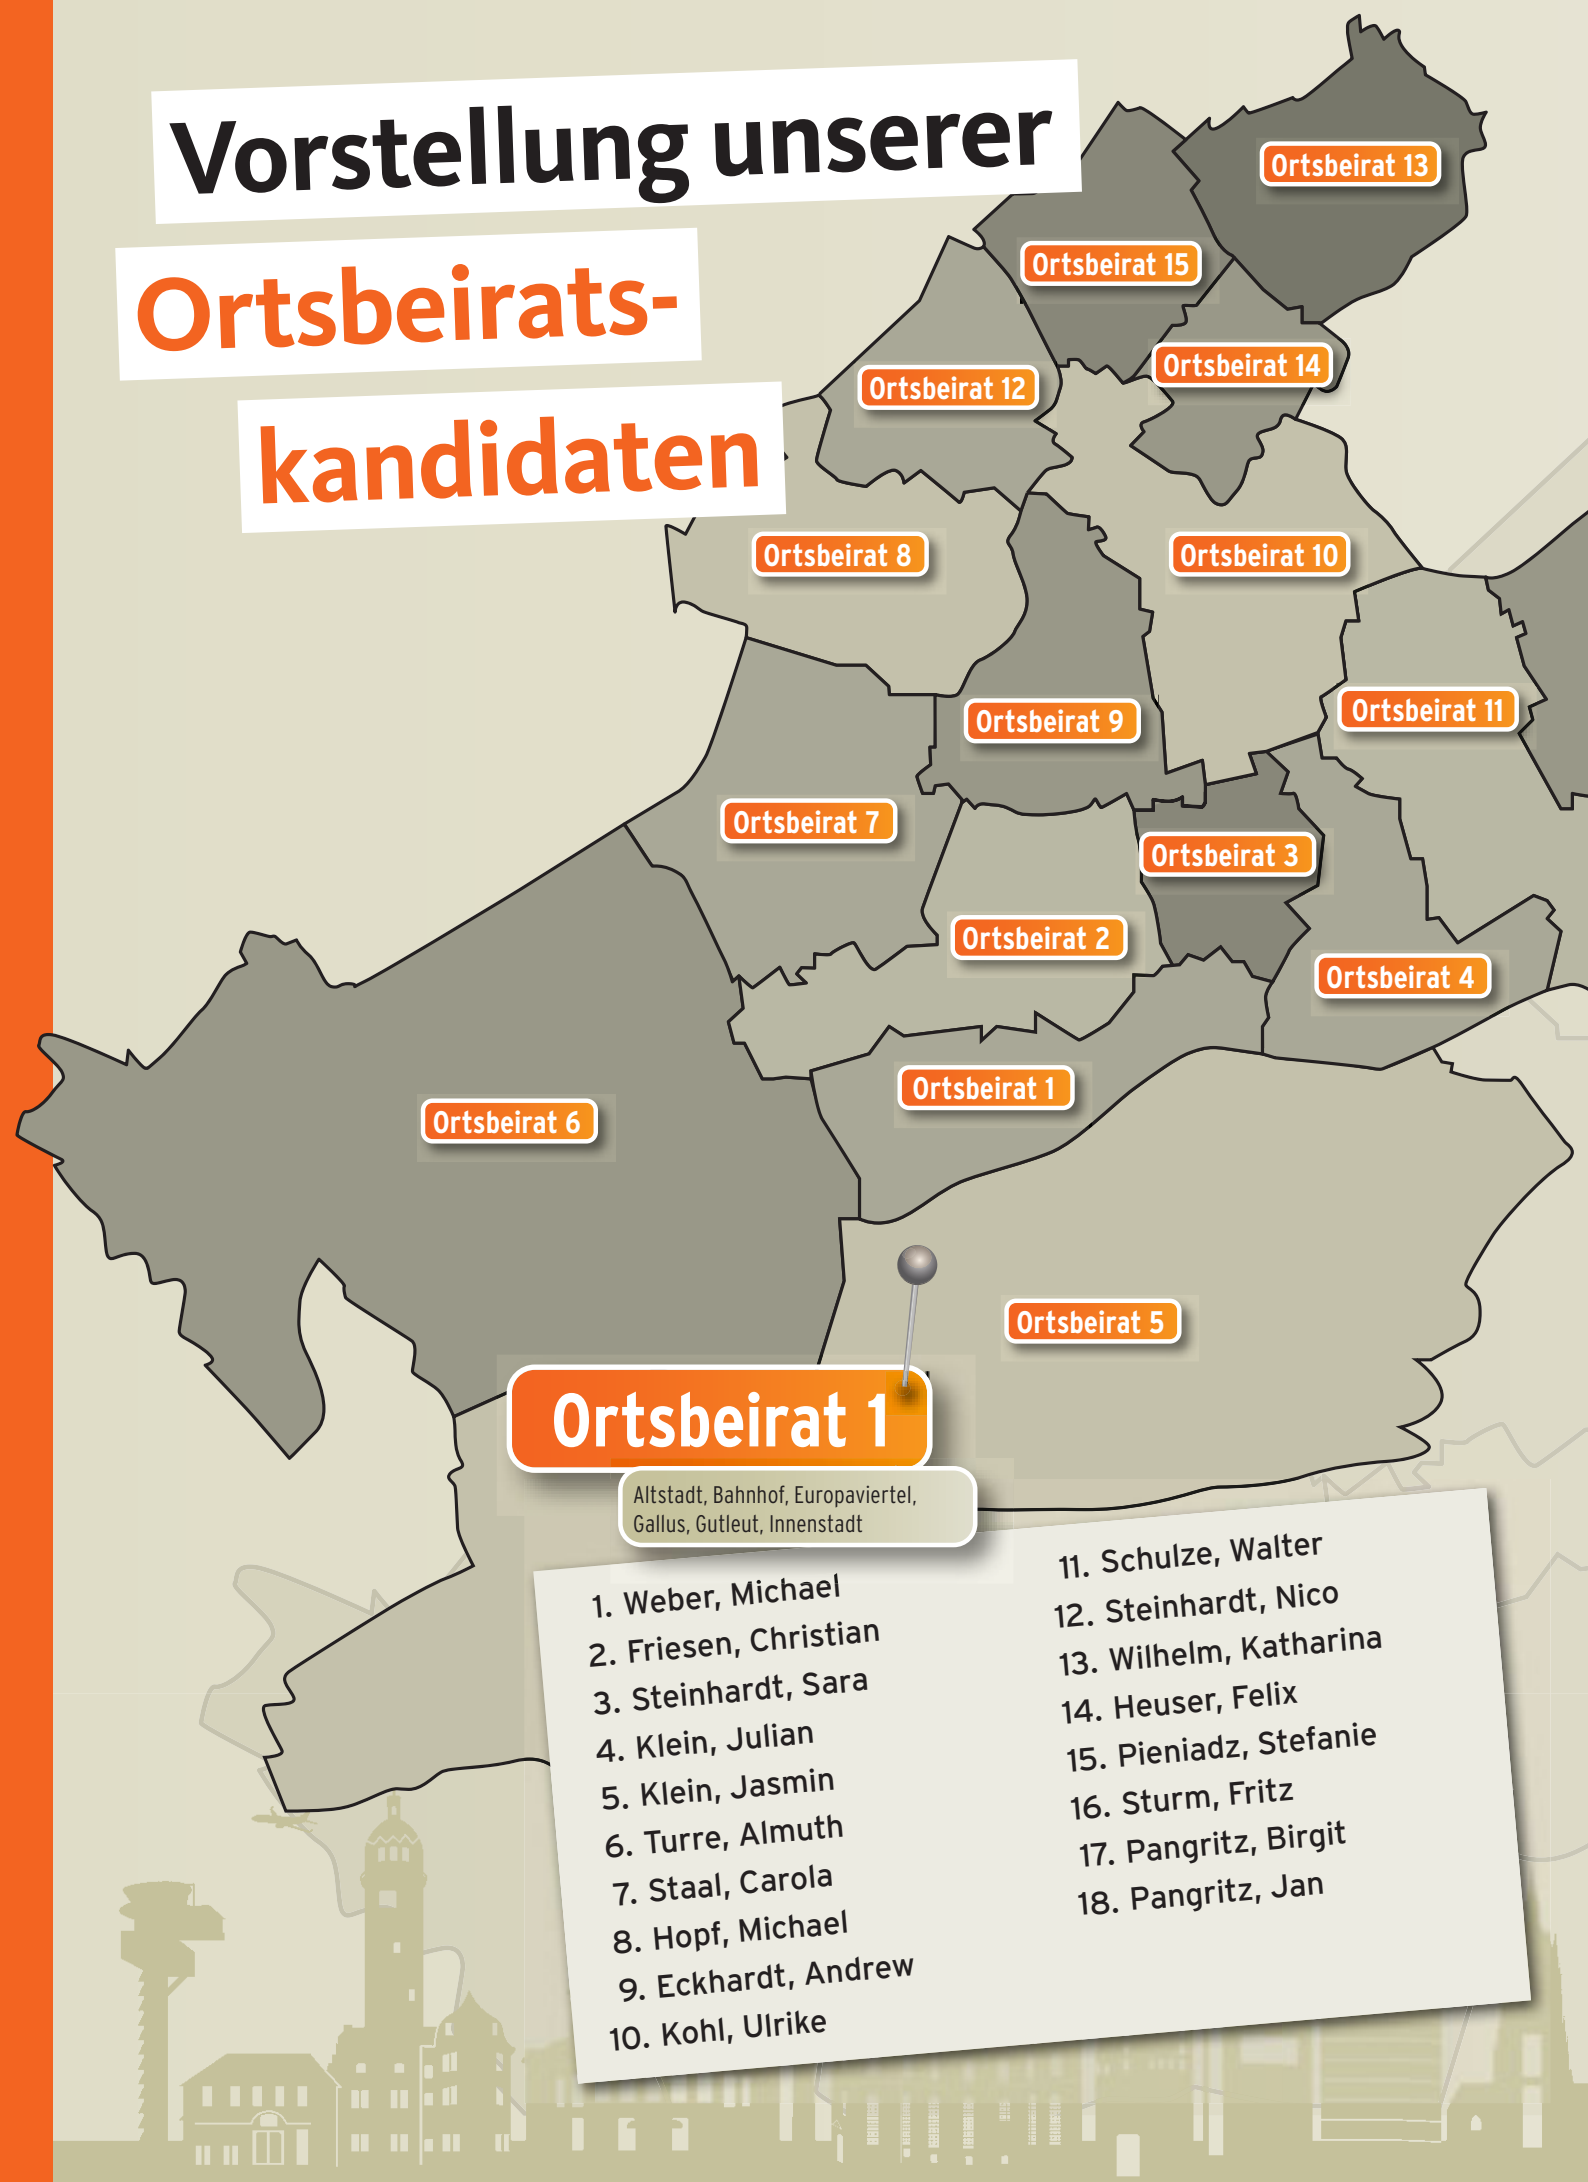 Vorstellung unserer
Ortsbeirats-
kandidaten
Ortsbeirat 13
Ortsbeirat 15
Ortsbeirat 14
Ortsbeirat 12
Ortsbeirat 8
Ortsbeirat 10
Ortsbeirat 11
Ortsbeirat 9
Ortsbeirat 7
Ortsbeirat 3
Ortsbeirat 2
Ortsbeirat 4
Ortsbeirat 1
Ortsbeirat 6
Ortsbeirat 5
Ortsbeirat 1
Altstadt, Bahnhof, Europaviertel,
Gallus, Gutleut, Innenstadt
1. Weber, Michael
2. Friesen, Christian
3. Steinhardt, Sara
4. Klein, Julian
5. Klein, Jasmin
6. Turre, Almuth
7. Staal, Carola
8. Hopf, Michael
9. Eckhardt, Andrew
10. Kohl, Ulrike
11. Schulze, Walter
12. Steinhardt, Nico
13. Wilhelm, Katharina
14. Heuser, Felix
15. Pieniadz, Stefanie
16. Sturm, Fritz
17. Pangritz, Birgit
18. Pangritz, Jan